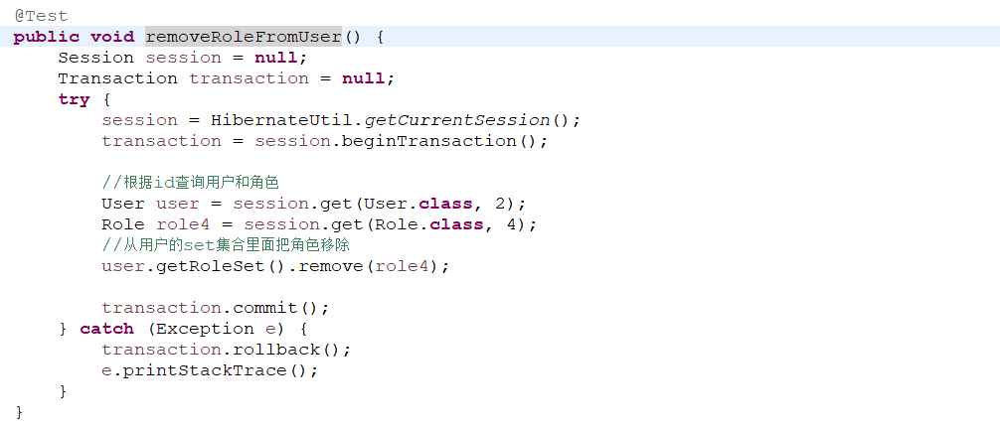 @Test
public void removeRoleFromUser() {
Session session = null;
Transaction transaction = null;
try {
session = HibernateUtil.getCurrentSession();
transaction = session.beginTransaction();
//根据id查询用户和角色
User user = session.get(User.class, 2);
Role role4 = session.get(Role.class, 4);
//从用户的set集合里面把角色移除
user.getRoleSet().remove(role4);
transaction.commit();
} catch (Exception e) {
transaction.rollback();
e.printStackTrace();
}
}